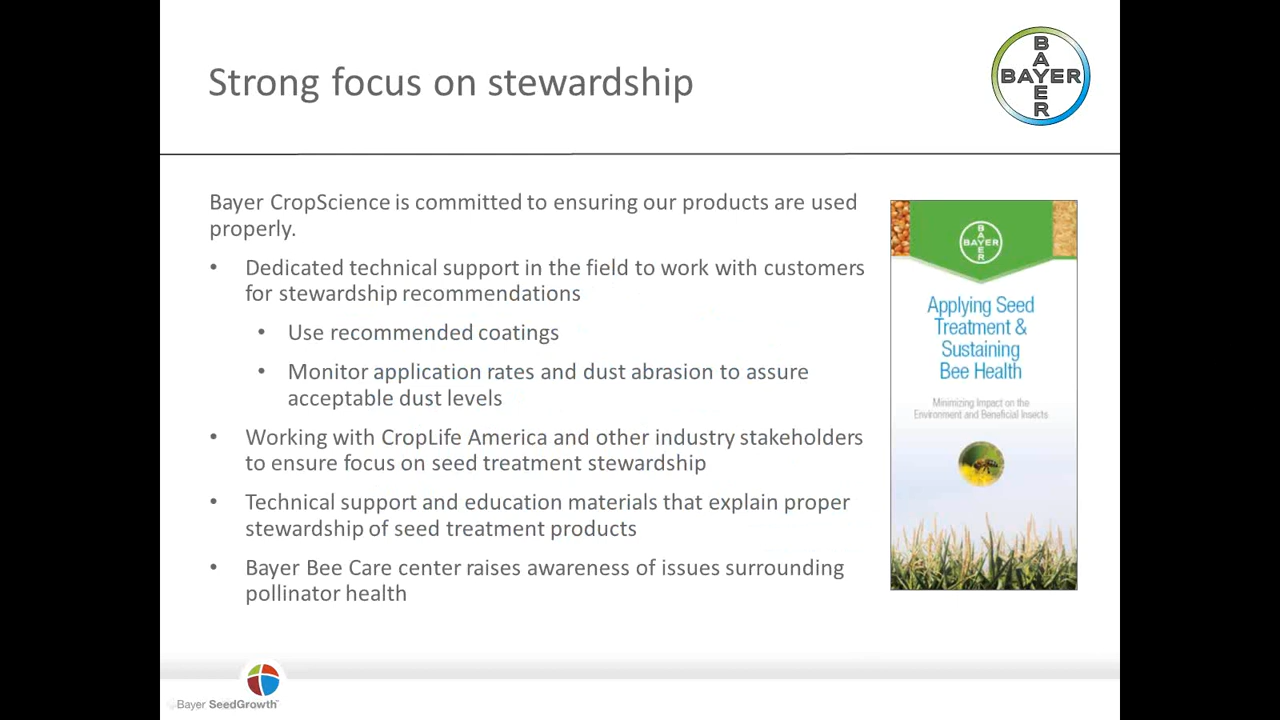 Strong focus on stewardship
BAYER
BAYER
Bayer CropScience is committed to ensuring our products are used
properly.
• Dedicated technical support in the field to work with customers
for stewardship recommendations
• Use recommended coatings
• Monitor application rates and dust abrasion to assure
acceptable dust levels
• Working with CropLife America and other industry stakeholders
to ensure focus on seed treatment stewardship
• Technical support and education materials that explain proper
stewardship of seed treatment products
• Bayer Bee Care center raises awareness of issues surrounding
pollinator health
BAYER
BAYER
Applying Seed
Treatment &
Sustaining
Bee Health
Minimizing Impact on the
Environment and Beneficial Insects
Bayer SeedGrowth™